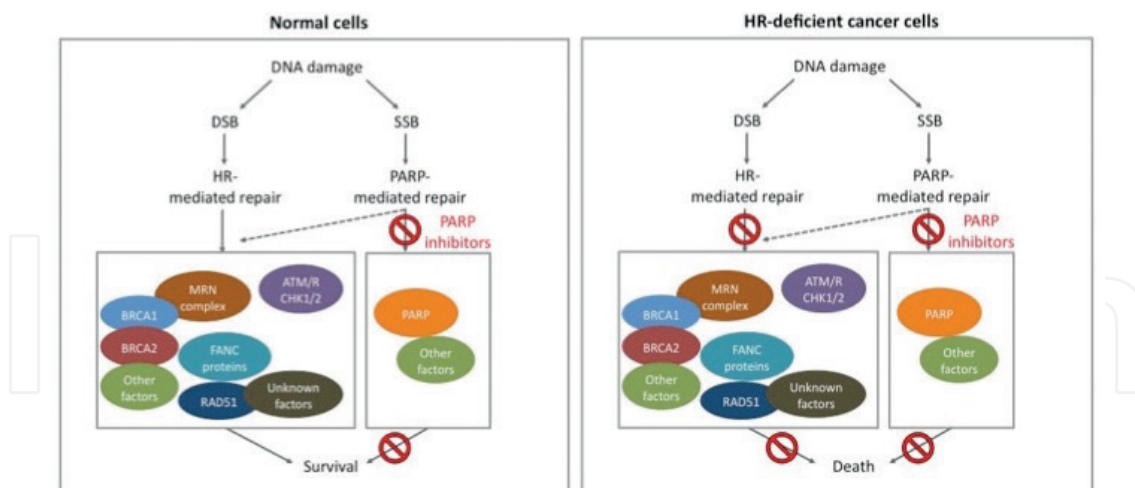 Normal cells
DNA damage
DSB
SSB
HR-
mediated repair
PARP-
mediated repair
PARP
inhibitors
MRN
complex
ATM/R
CHK1/2
BRCA1
BRCA2
FANC
proteins
Other
factors
RAD51
Unknown
factors
PARP
Other
factors
Survival
HR-deficient cancer cells
DNA damage
DSB
SSB
HR-
mediated repair
PARP-
mediated repair
PARP
inhibitors
MRN
complex
ATM/R
CHK1/2
BRCA1
BRCA2
FANC
proteins
Other
factors
RAD51
Unknown
factors
PARP
Other
factors
Death